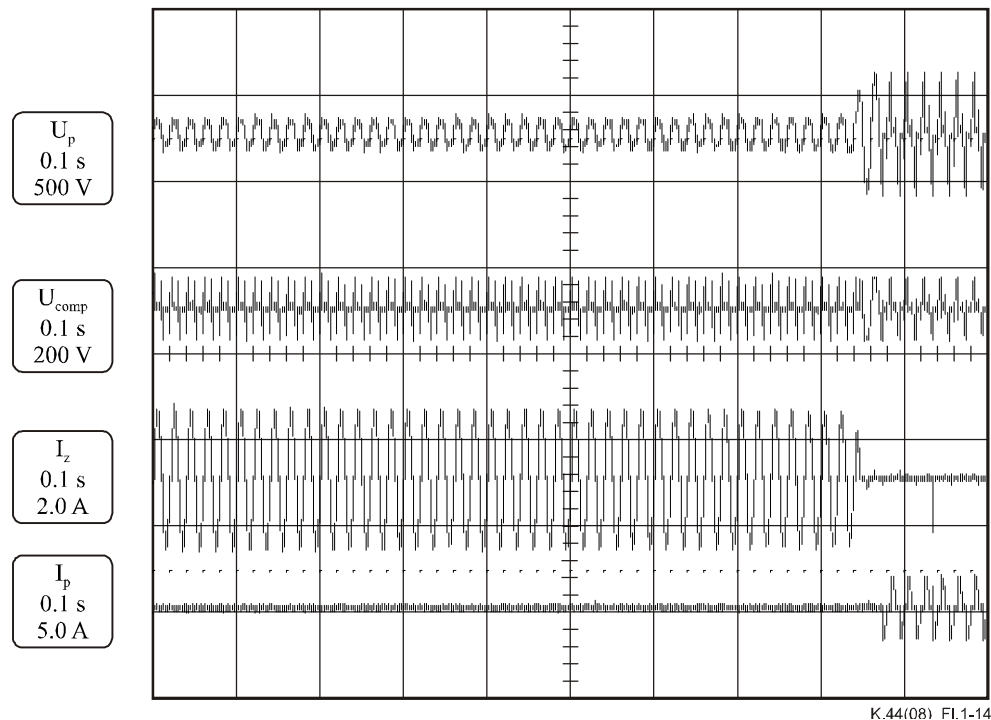 U_p
0.1 s
500 V
U_comp
0.1 s
200 V
I_z
0.1 s
2.0 A
I_p
0.1 s
5.0 A
K.44(08)_FI.1-14